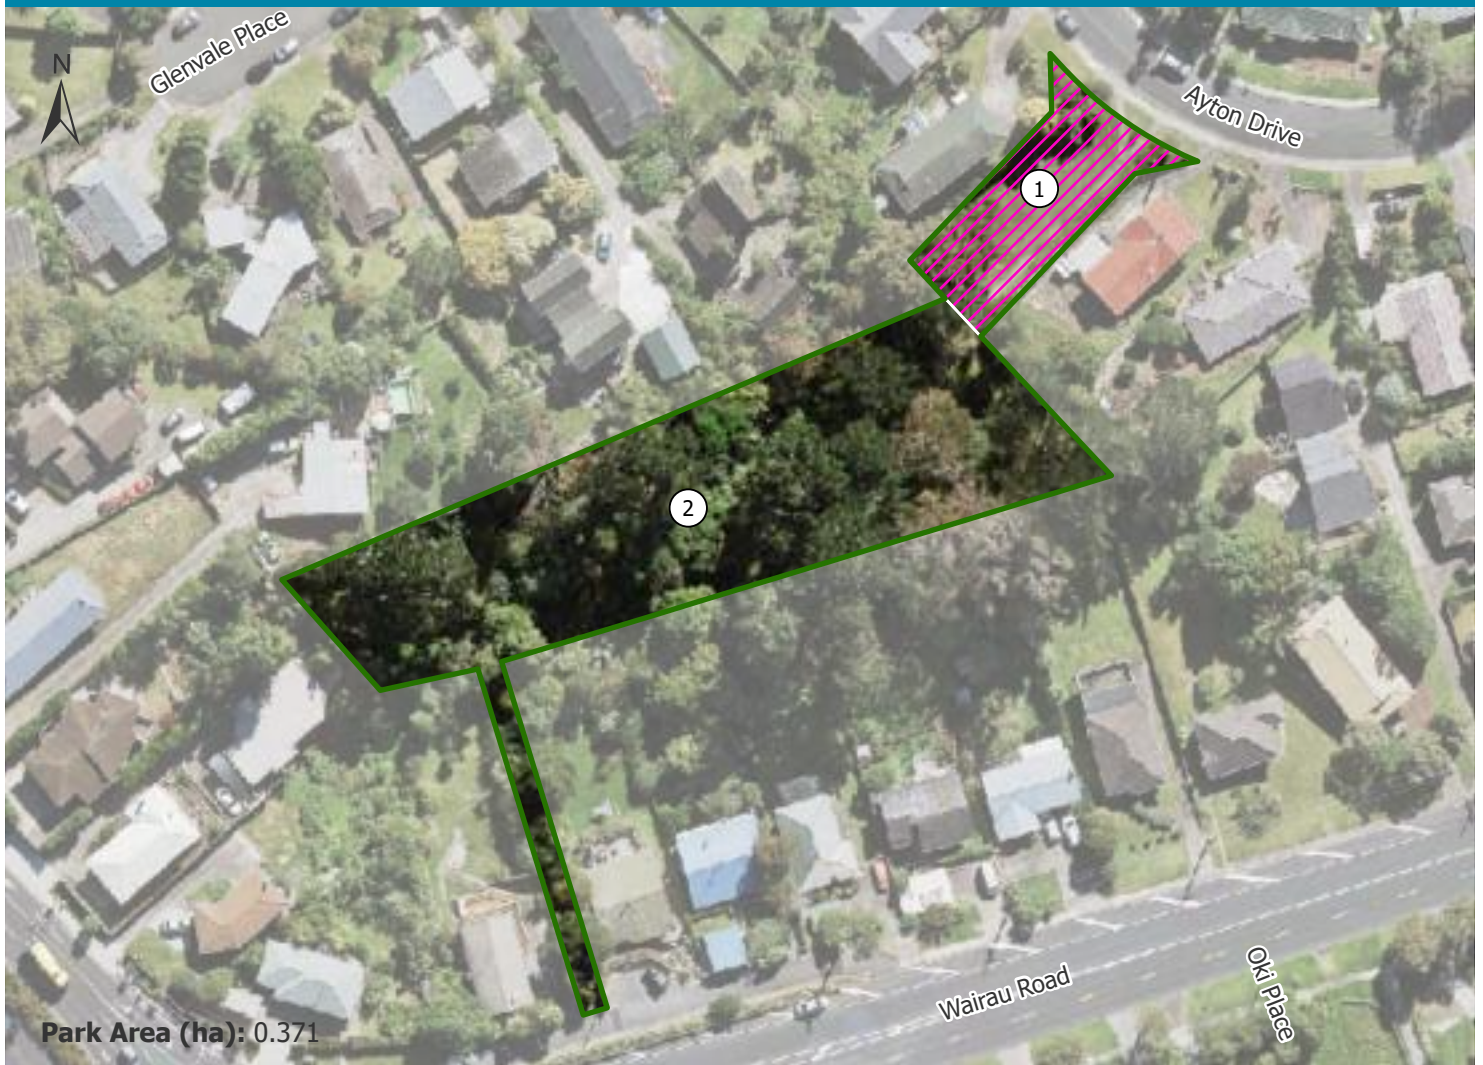 Glenvale Place
N
Ayton Drive
1
2
Wairau Road
Oki Place
Park Area (ha): 0.371